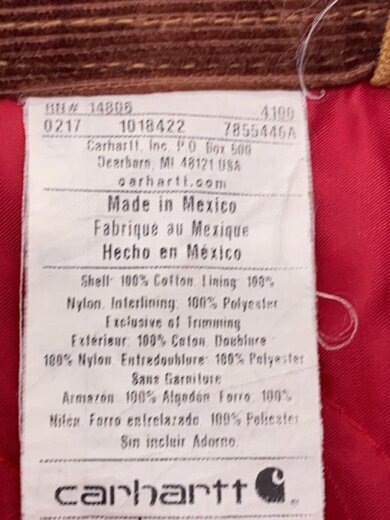 RN# 14806 4100
0217 1018422 7855446A
Carhartt, Inc. P.O. Box 600
Dearborn, MI 48121 USA
carhartt.com
Made in Mexico
Fabriqué au Mexique
Hecho en México
Shell: 100% Cotton. Lining: 100%
Nylon. Interlining: 100% Polyester
Exclusive of Trimming
Extérieur: 100% Coton. Doublure:
100% Nylon. Entredoublure: 100% Polyester
Sans Garniture
Armazón: 100% Algodón. Forro: 100%
Nilón. Forro entrelazado: 100% Poliester
Sin incluir Adorno.
carhartt